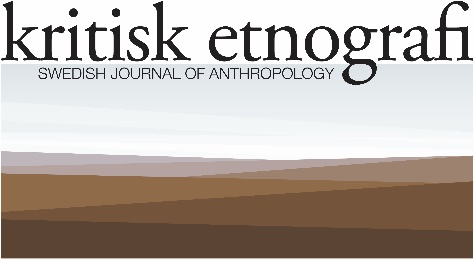 kritisk etnografi
SWEDISH JOURNAL OF ANTHROPOLOGY